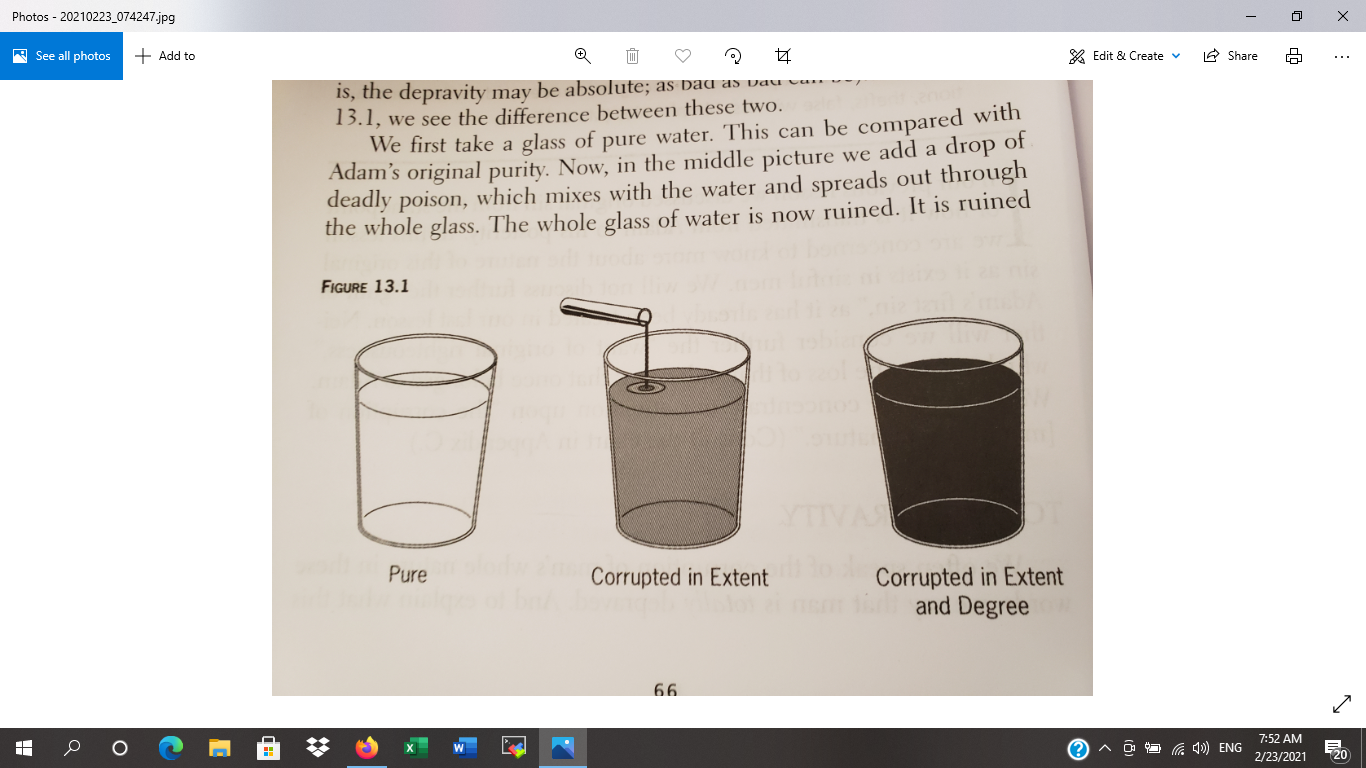 Photos - 20210223_074247.jpg
See all photos
Add to
Edit & Create
Share
is, the depravity may be absolute; as bad as bad can be,
13.1, we see the difference between these two.
We first take a glass of pure water. This can be compared with
Adam's original purity. Now, in the middle picture we add a drop of
deadly poison, which mixes with the water and spreads out through
the whole glass. The whole glass of water is now ruined. It is ruined
FIGURE 13.1
Pure
Corrupted in Extent
Corrupted in Extent
and Degree
66
ENG
7:52 AM
2/23/2021
20